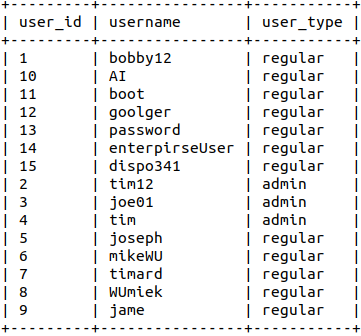 +---------+----------------+-----------+
| user_id | username       | user_type |
+---------+----------------+-----------+
| 1       | bobby12        | regular   |
| 10      | AI             | regular   |
| 11      | boot           | regular   |
| 12      | goolger        | regular   |
| 13      | password       | regular   |
| 14      | enterpirseUser | regular   |
| 15      | dispo341       | regular   |
| 2       | tim12          | admin     |
| 3       | joe01          | admin     |
| 4       | tim            | admin     |
| 5       | joseph         | regular   |
| 6       | mikeWU         | regular   |
| 7       | timard         | regular   |
| 8       | WUmiek         | regular   |
| 9       | jame           | regular   |
+---------+----------------+-----------+